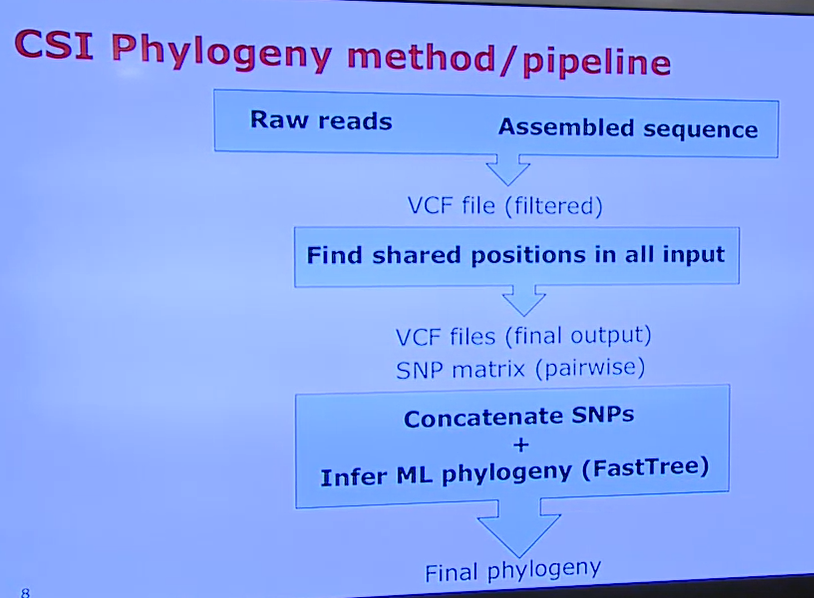 CSI Phylogeny method/pipeline
Raw reads Assembled sequence
VCF file (filtered)
Find shared positions in all input
VCF files (final output)
SNP matrix (pairwise)
Concatenate SNPs
+
Infer ML phylogeny (FastTree)
Final phylogeny
8